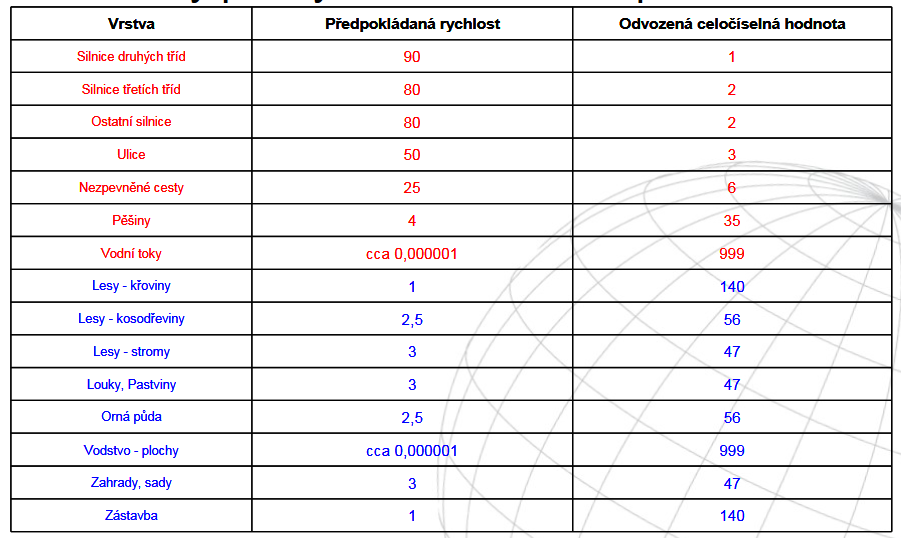 Vrstva Předpokládaná rychlost Odvozená celočíselná hodnota
Silnice druhých tříd 90 1
Silnice třetích tříd 80 2
Ostatní silnice 80 2
Ulice 50 3
Nezpevněné cesty 25 6
Pěšiny 4 35
Vodní toky cca 0,000001 999
Lesy - křoviny 1 140
Lesy - kosodřeviny 2,5 56
Lesy - stromy 3 47
Louky, Pastviny 3 47
Orná půda 2,5 56
Vodstvo - plochy cca 0,000001 999
Zahrady, sady 3 47
Zástavba 1 140